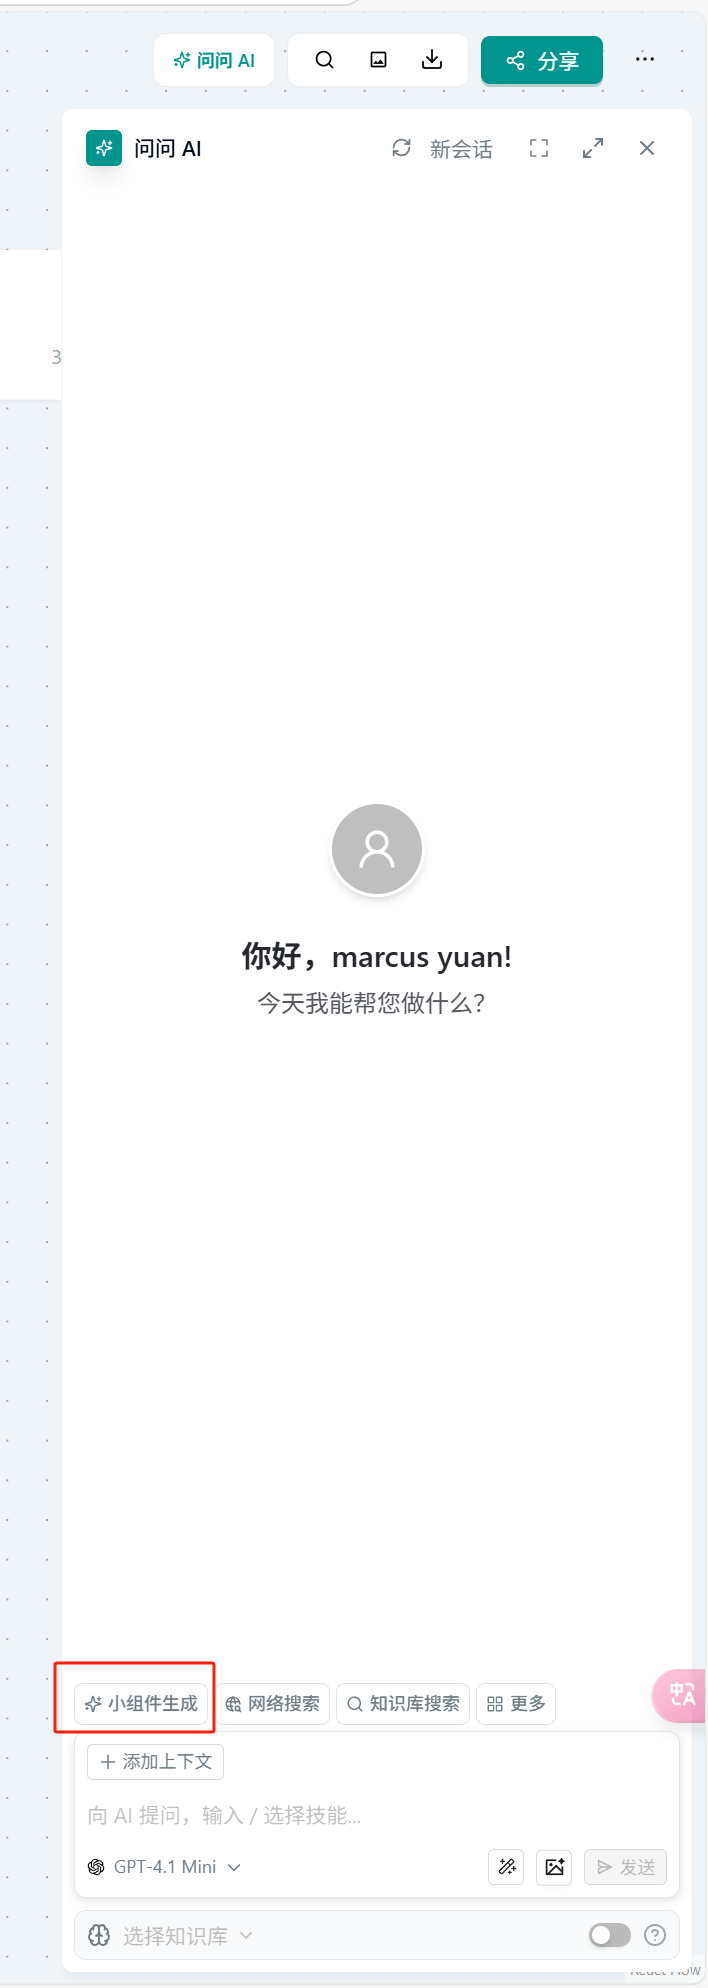 问问 AI
分享
问问 AI
新会话
3
你好，marcus yuan!
今天我能帮您做什么？
小组件生成
网络搜索
知识库搜索
更多
中A
添加上下文
向 AI 提问，输入 / 选择技能...
GPT-4.1 Mini
发送
选择知识库
React Flow